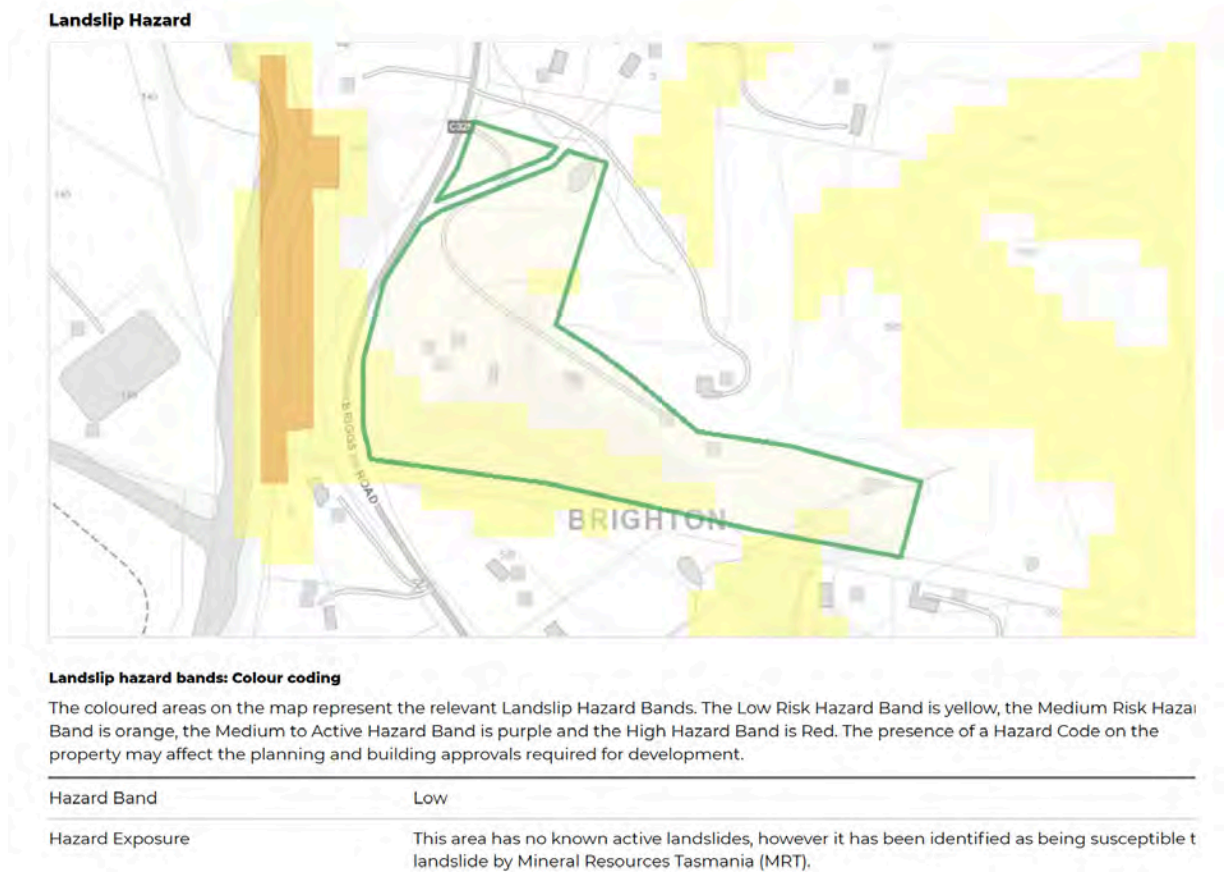 Landslip Hazard
BRIGGS
ROAD
BRIGHTON
Landslip hazard bands: Colour coding
The coloured areas on the map represent the relevant Landslip Hazard Bands. The Low Risk Hazard Band is yellow, the Medium Risk Hazar
Band is orange, the Medium to Active Hazard Band is purple and the High Hazard Band is Red. The presence of a Hazard Code on the
property may affect the planning and building approvals required for development.
Hazard Band Low
Hazard Exposure This area has no known active landslides, however it has been identified as being susceptible t
landslide by Mineral Resources Tasmania (MRT).